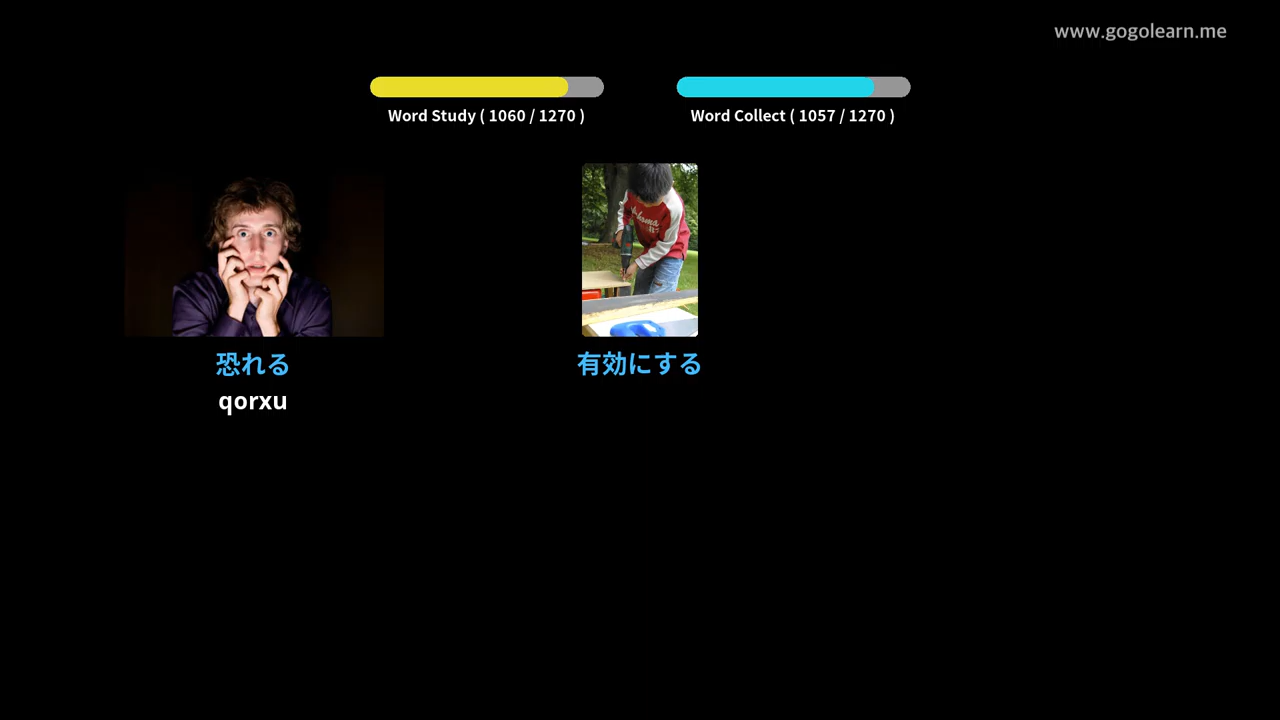 www.gogolearn.me
Word Study ( 1060 / 1270 )
Word Collect ( 1057 / 1270 )
恐れる
qorxu
有効にする